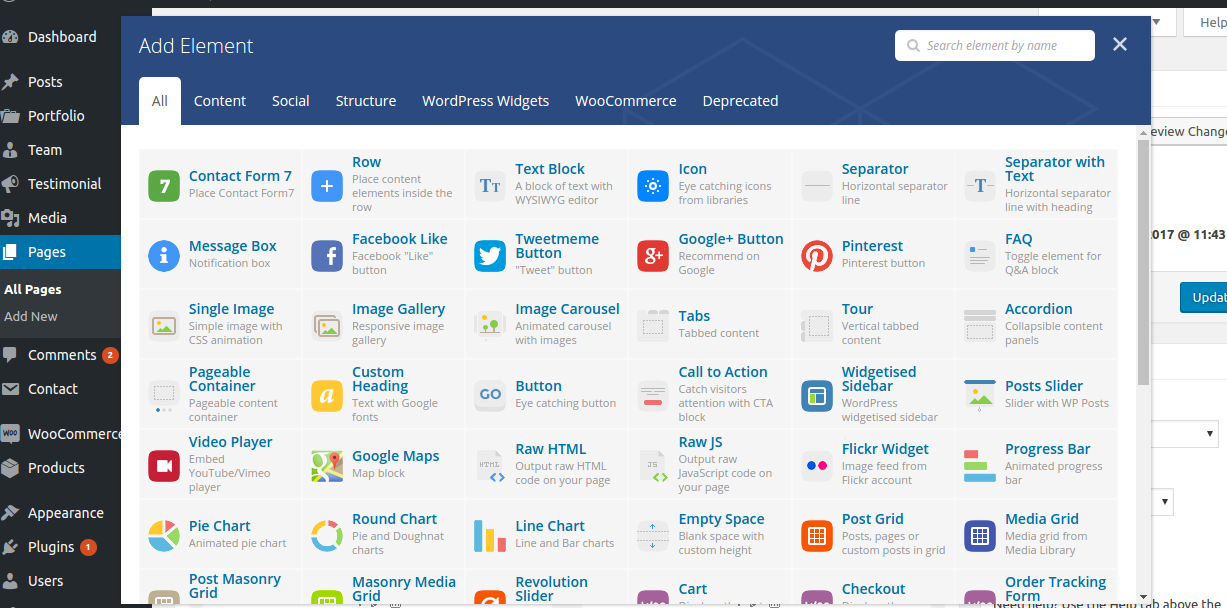 Dashboard
Posts
Portfolio
Team
Testimonial
Media
Pages
All Pages
Add New
Comments 2
Contact
WooCommerce
Products
Appearance
Plugins 1
Users
Add Element
Search element by name
All Content Social Structure WordPress Widgets WooCommerce Deprecated
Contact Form 7
Place Contact Form7
Row
Place content
elements inside the
row
Text Block
A block of text with
WYSIWYG editor
Icon
Eye catching icons
from libraries
Separator
Horizontal separator
line
Separator with
Text
Horizontal separator
line with heading
Message Box
Notification box
Facebook Like
Facebook "Like"
button
Tweetmeme
Button
"Tweet" button
Google+ Button
Recommend on
Google
Pinterest
Pinterest button
FAQ
Toggle element for
Q&A block
Single Image
Simple image with
CSS animation
Image Gallery
Responsive image
gallery
Image Carousel
Animated carousel
with images
Tabs
Tabbed content
Tour
Vertical tabbed
content
Accordion
Collapsible content
panels
Pageable
Container
Pageable content
container
Custom
Heading
Text with Google
fonts
GO
Button
Eye catching button
Call to Action
Catch visitors
attention with CTA
block
Widgetised
Sidebar
WordPress
widgetised sidebar
Posts Slider
Slider with WP Posts
Video Player
Embed
YouTube/Vimeo
player
Google Maps
Map block
HTML
Raw HTML
Output raw HTML
code on your page
JS
Raw JS
Output raw
JavaScript code on
your page
Flickr Widget
Image feed from
Flickr account
Progress Bar
Animated progress
bar
Pie Chart
Animated pie chart
Round Chart
Pie and Doughnat
charts
Line Chart
Line and Bar charts
Empty Space
Blank space with
custom height
Post Grid
Posts, pages or
custom posts in grid
Media Grid
Media grid from
Media Library
Post Masonry
Grid
Masonry Media
Grid
Revolution
Slider
Cart
Checkout
Order Tracking
Form
Help
eview Change
2017 @ 11:43
Updat
Need help? Use the Help tab above the